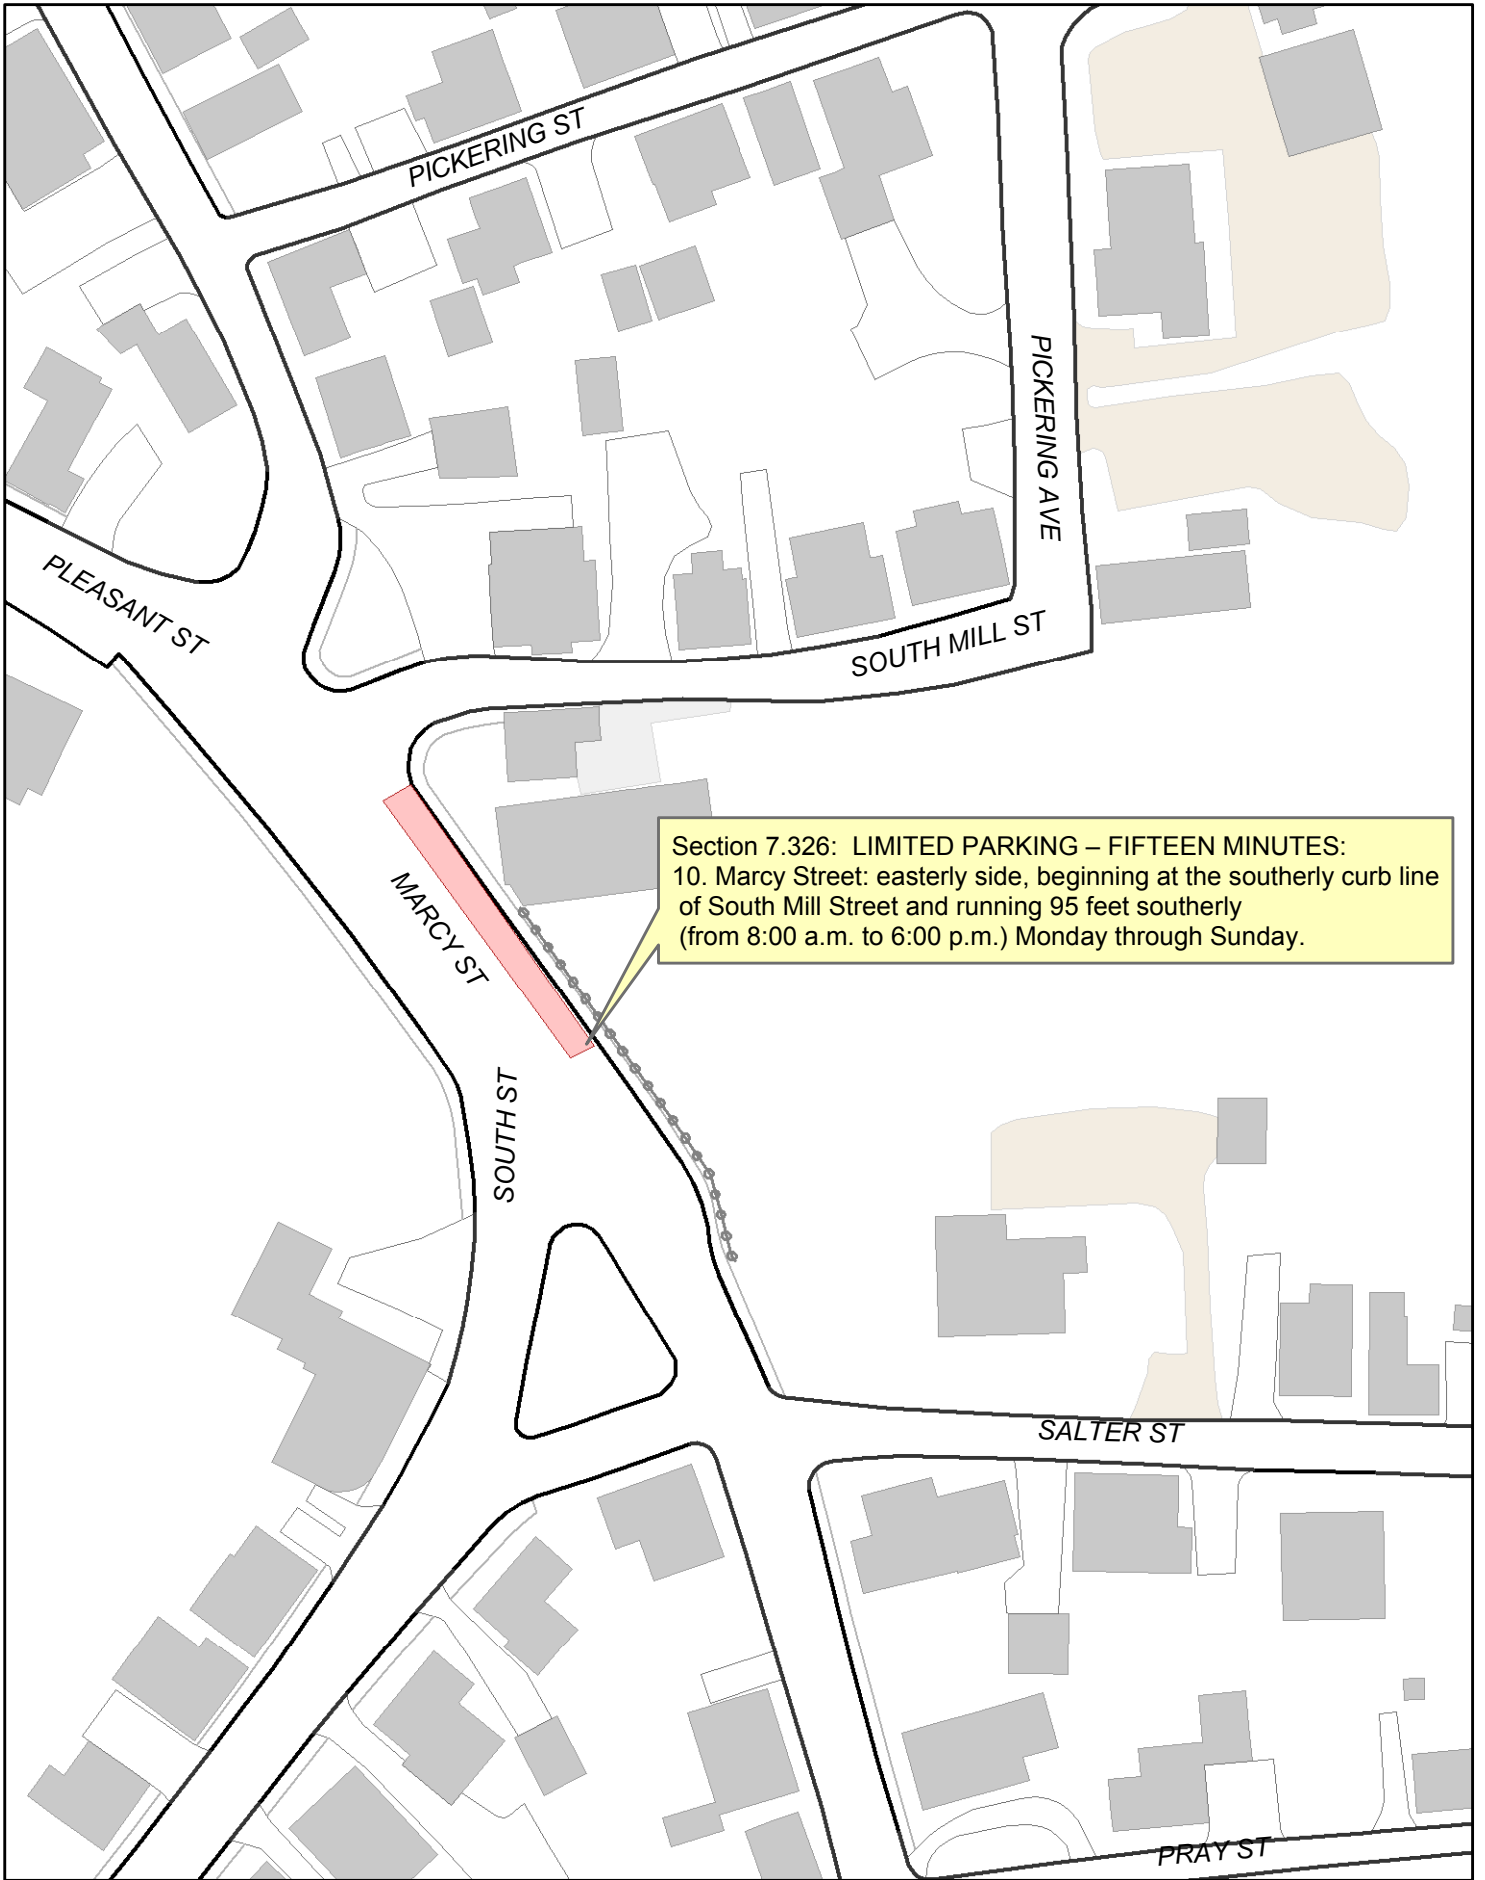 PICKERING ST
PICKERING AVE
PLEASANT ST
SOUTH MILL ST
Section 7.326: LIMITED PARKING – FIFTEEN MINUTES:
10. Marcy Street: easterly side, beginning at the southerly curb line
of South Mill Street and running 95 feet southerly
(from 8:00 a.m. to 6:00 p.m.) Monday through Sunday.
MARCY ST
SOUTH ST
SALTER ST
PRAY ST